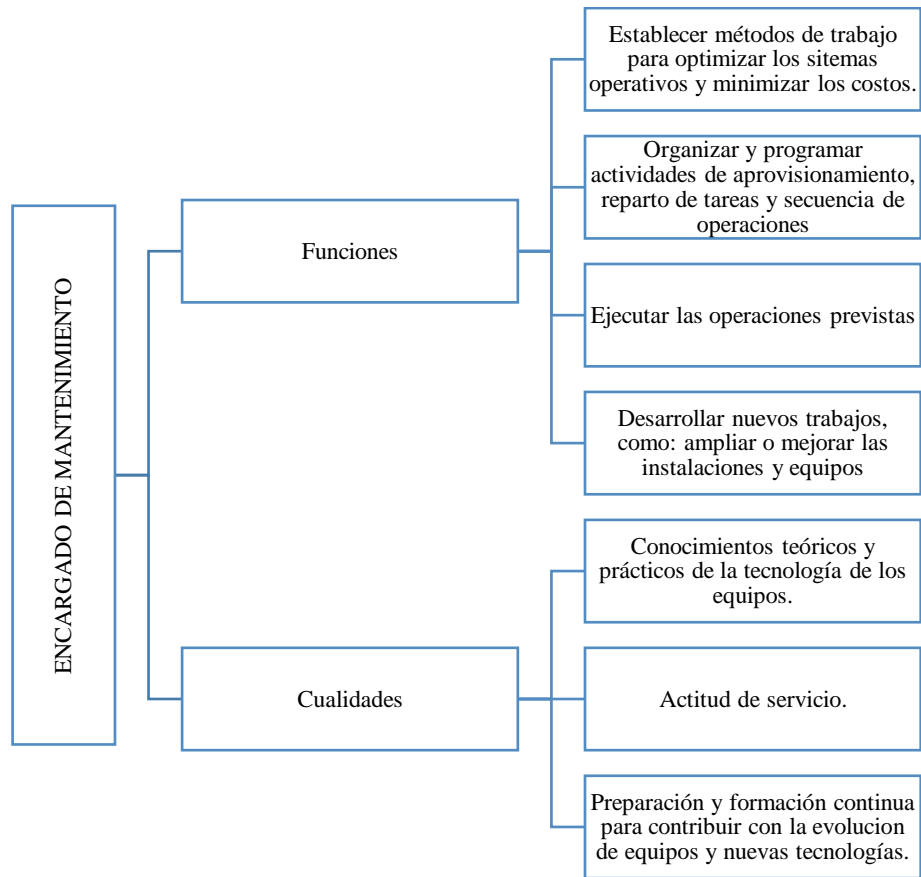 ENCARGADO DE MANTENIMIENTO
Funciones
Establecer métodos de trabajo
para optimizar los sitemas
operativos y minimizar los costos.
Organizar y programar
actividades de aprovisionamiento,
reparto de tareas y secuencia de
operaciones
Ejecutar las operaciones previstas
Desarrollar nuevos trabajos,
como: ampliar o mejorar las
instalaciones y equipos
Cualidades
Conocimientos teóricos y
prácticos de la tecnología de los
equipos.
Actitud de servicio.
Preparación y formación continua
para contribuir con la evolucion
de equipos y nuevas tecnologías.